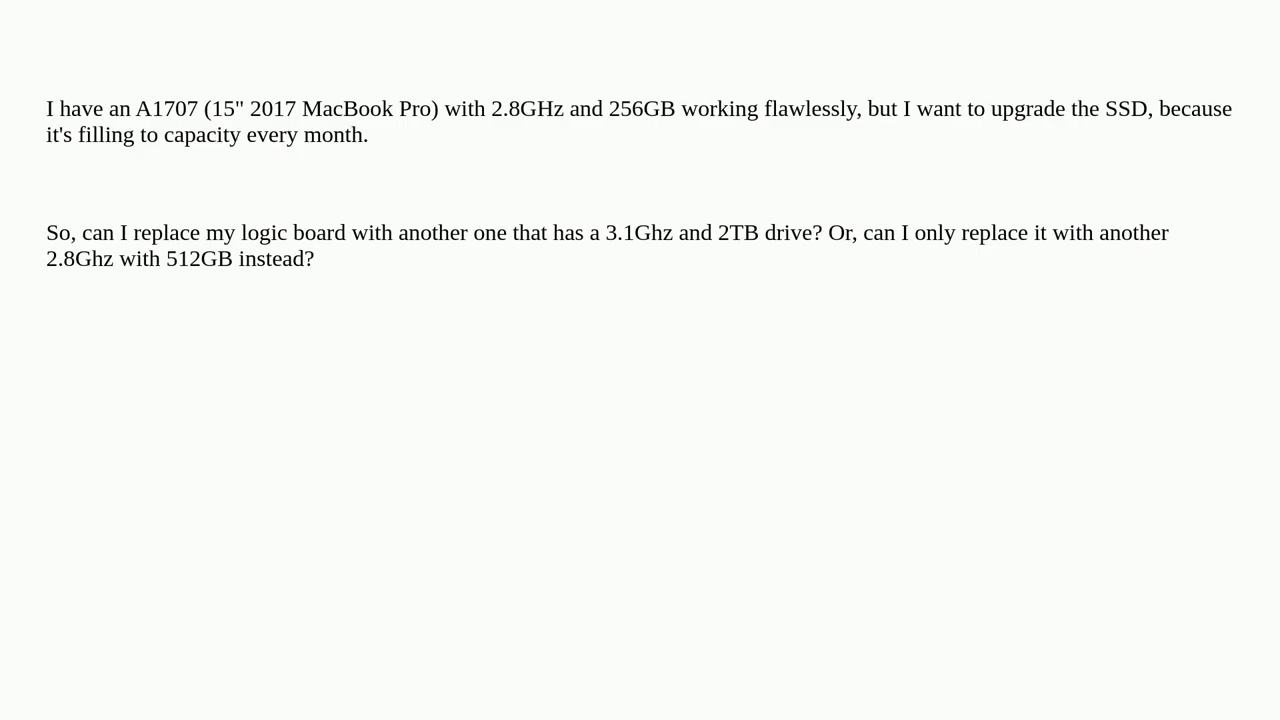 I have an A1707 (15" 2017 MacBook Pro) with 2.8GHz and 256GB working flawlessly, but I want to upgrade the SSD, because
it's filling to capacity every month.
So, can I replace my logic board with another one that has a 3.1Ghz and 2TB drive? Or, can I only replace it with another
2.8Ghz with 512GB instead?